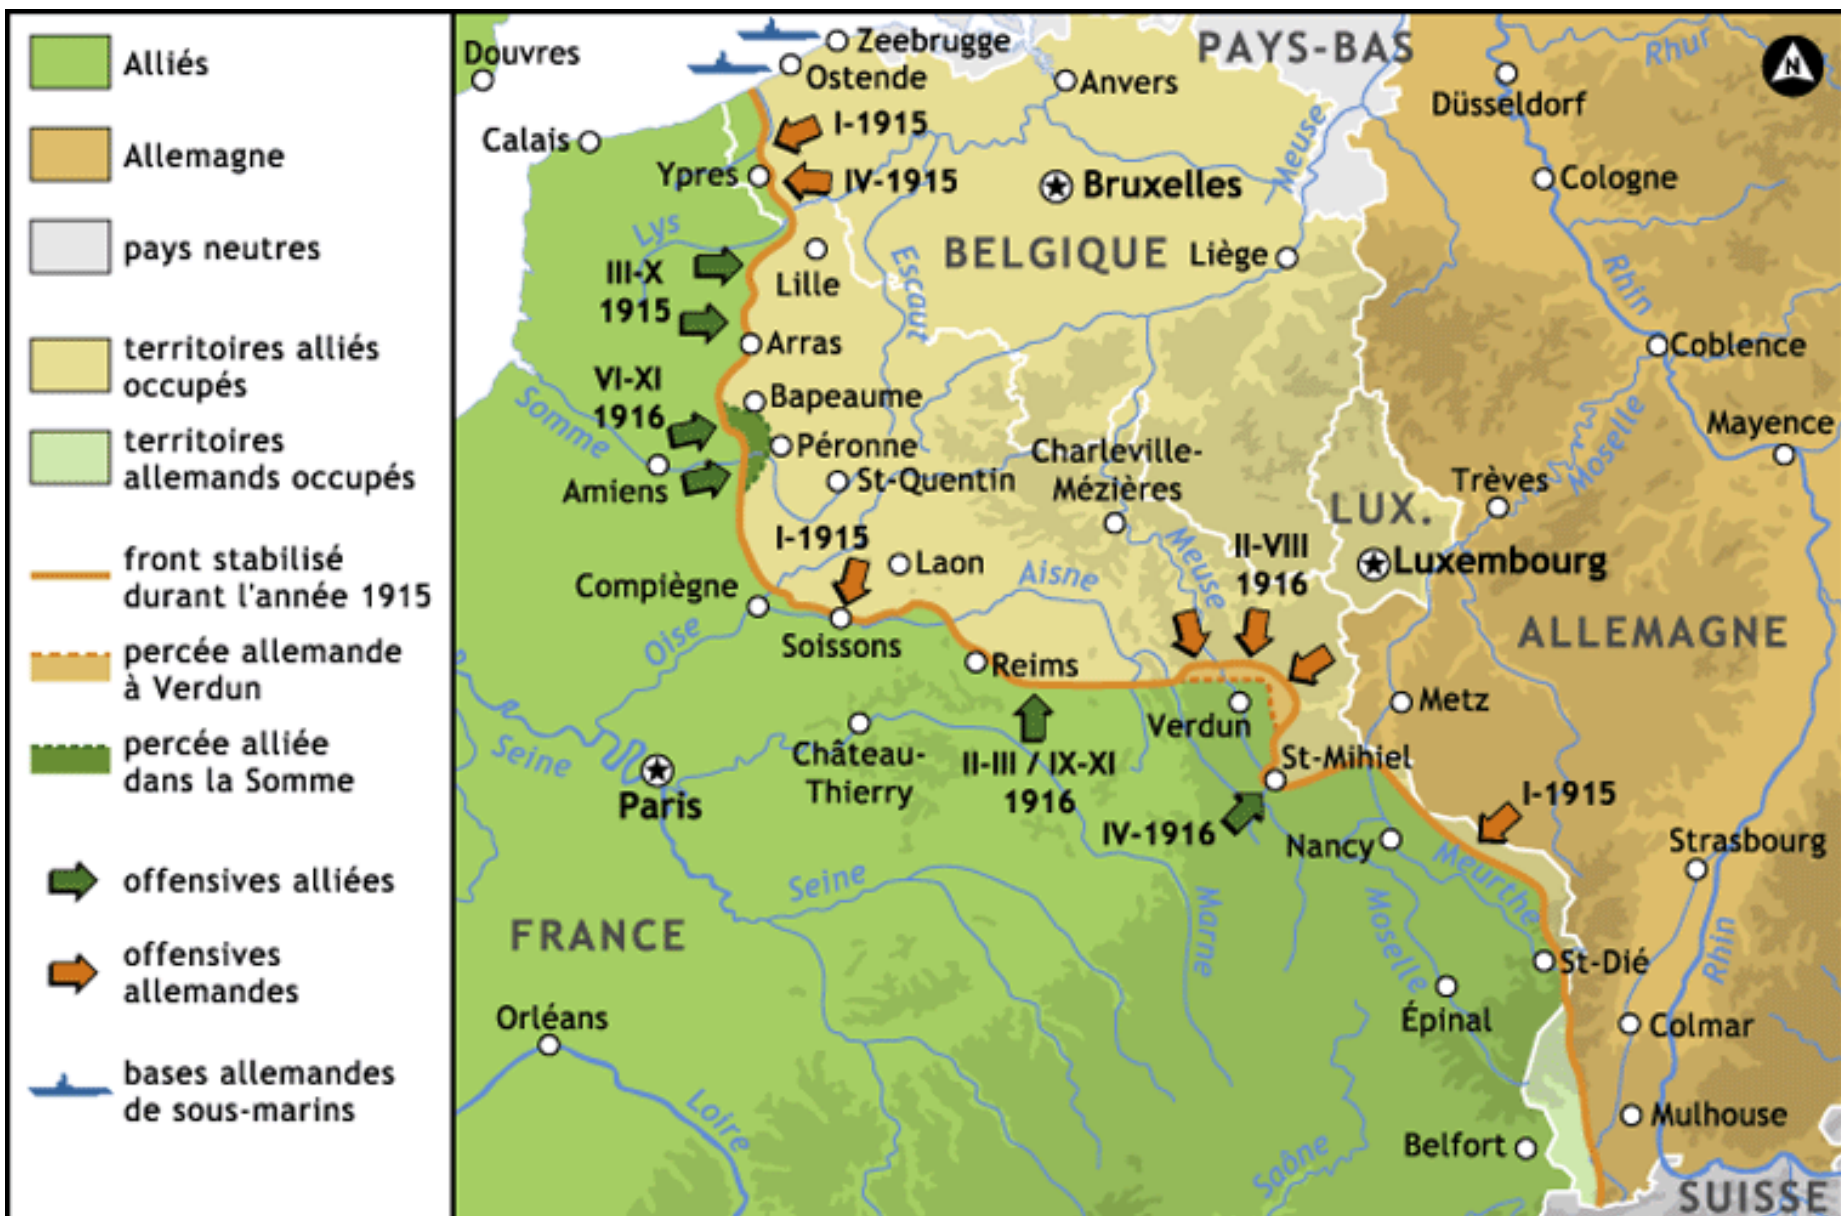 Alliés
Allemagne
pays neutres
territoires alliés
occupés
territoires
allemands occupés
front stabilisé
durant l'année 1915
percée allemande
à Verdun
percée alliée
dans la Somme
offensives alliées
offensives
allemandes
bases allemandes
de sous-marins
Douvres
Zeebrugge
Ostende
Anvers
PAYS-BAS
Rhur
N
Düsseldorf
Calais
I-1915
Meuse
Ypres
IV-1915
Bruxelles
Cologne
Lys
BELGIQUE
Liège
Escaut
Rhin
III-X
1915
Lille
Arras
Coblence
VI-XI
1916
Bapeaume
Somme
Péronne
Charleville-
Mézières
Moselle
Mayence
Amiens
St-Quentin
Trèves
LUX.
I-1915
Laon
Meuse
II-VIII
1916
Luxembourg
Compiègne
Aisne
Oise
Soissons
ALLEMAGNE
Reims
Metz
Verdun
Seine
Château-
Thierry
II-III / IX-XI
1916
St-Mihiel
Paris
I-1915
IV-1916
Nancy
Strasbourg
Meurthe
Seine
Marne
Moselle
FRANCE
Rhin
St-Dié
Orléans
Épinal
Colmar
Loire
Mulhouse
Belfort
Saône
SUISSE